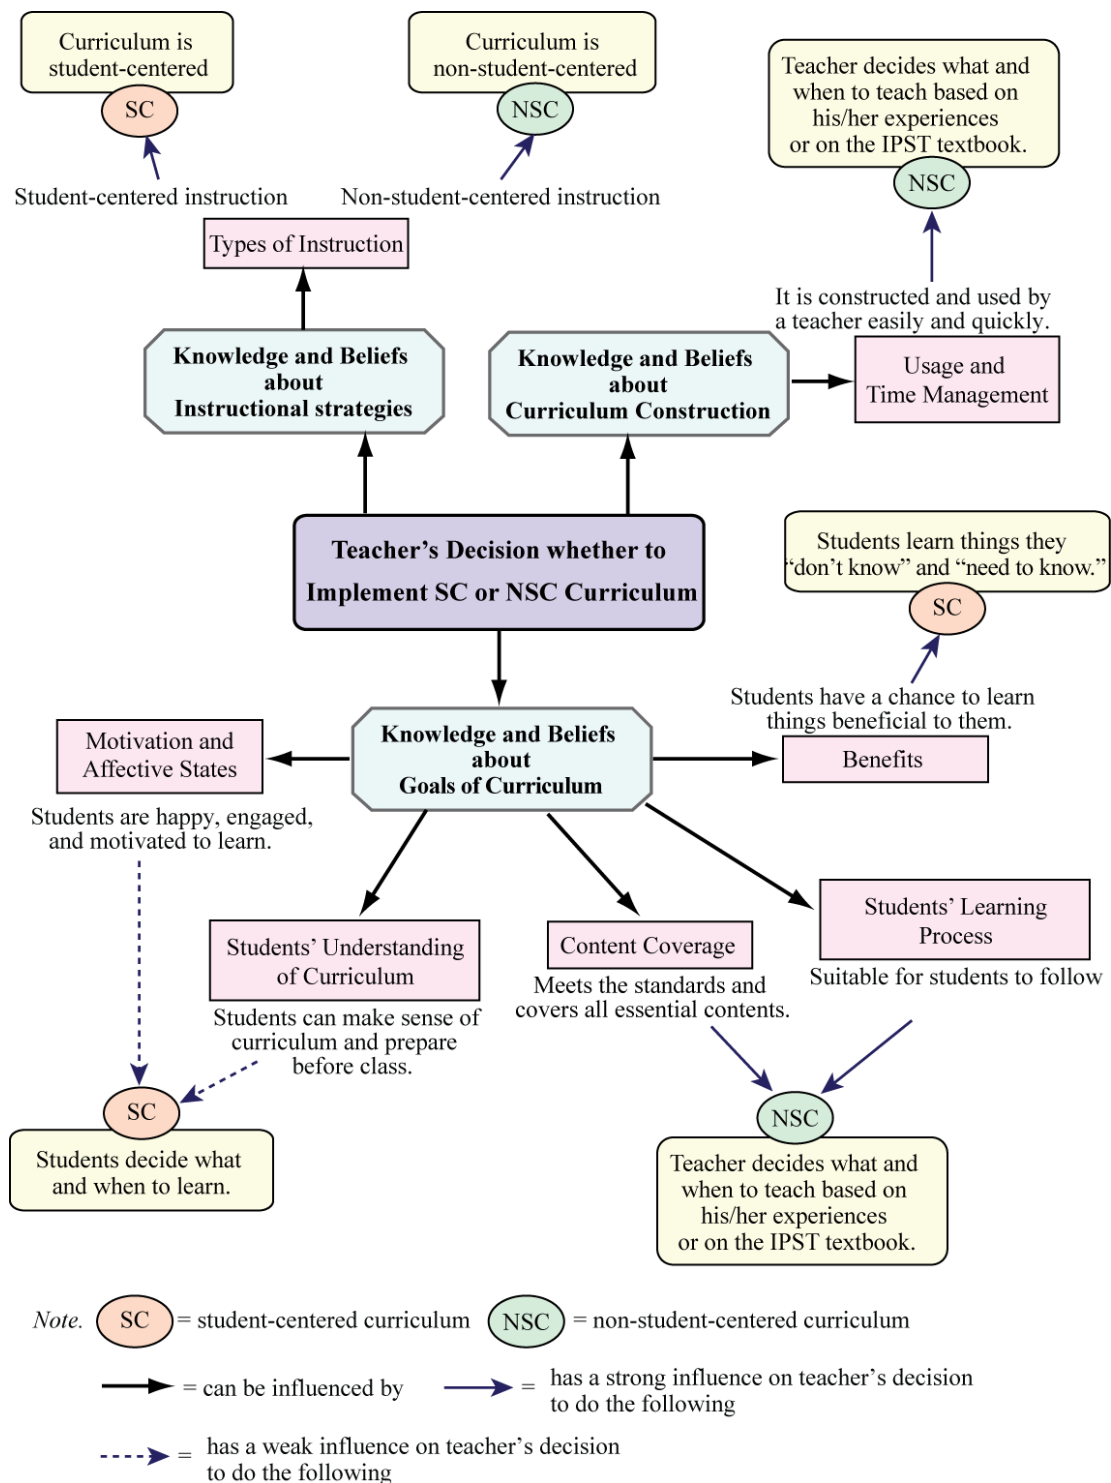 Curriculum is
student-centered
SC
Student-centered instruction
Curriculum is
non-student-centered
NSC
Non-student-centered instruction
Types of Instruction
Teacher decides what and
when to teach based on
his/her experiences
or on the IPST textbook.
NSC
It is constructed and used by
a teacher easily and quickly.
Usage and
Time Management
Knowledge and Beliefs
about
Instructional strategies
Knowledge and Beliefs
about
Curriculum Construction
Teacher’s Decision whether to
Implement SC or NSC Curriculum
Students learn things they
“don’t know” and “need to know.”
SC
Students have a chance to learn
things beneficial to them.
Benefits
Knowledge and Beliefs
about
Goals of Curriculum
Motivation and
Affective States
Students are happy, engaged,
and motivated to learn.
Students’ Understanding
of Curriculum
Students can make sense of
curriculum and prepare
before class.
Content Coverage
Meets the standards and
covers all essential contents.
Students’ Learning
Process
Suitable for students to follow
SC
Students decide what
and when to learn.
NSC
Teacher decides what and
when to teach based on
his/her experiences
or on the IPST textbook.
Note. SC = student-centered curriculum NSC = non-student-centered curriculum
= can be influenced by
= has a strong influence on teacher’s decision
to do the following
= has a weak influence on teacher’s decision
to do the following